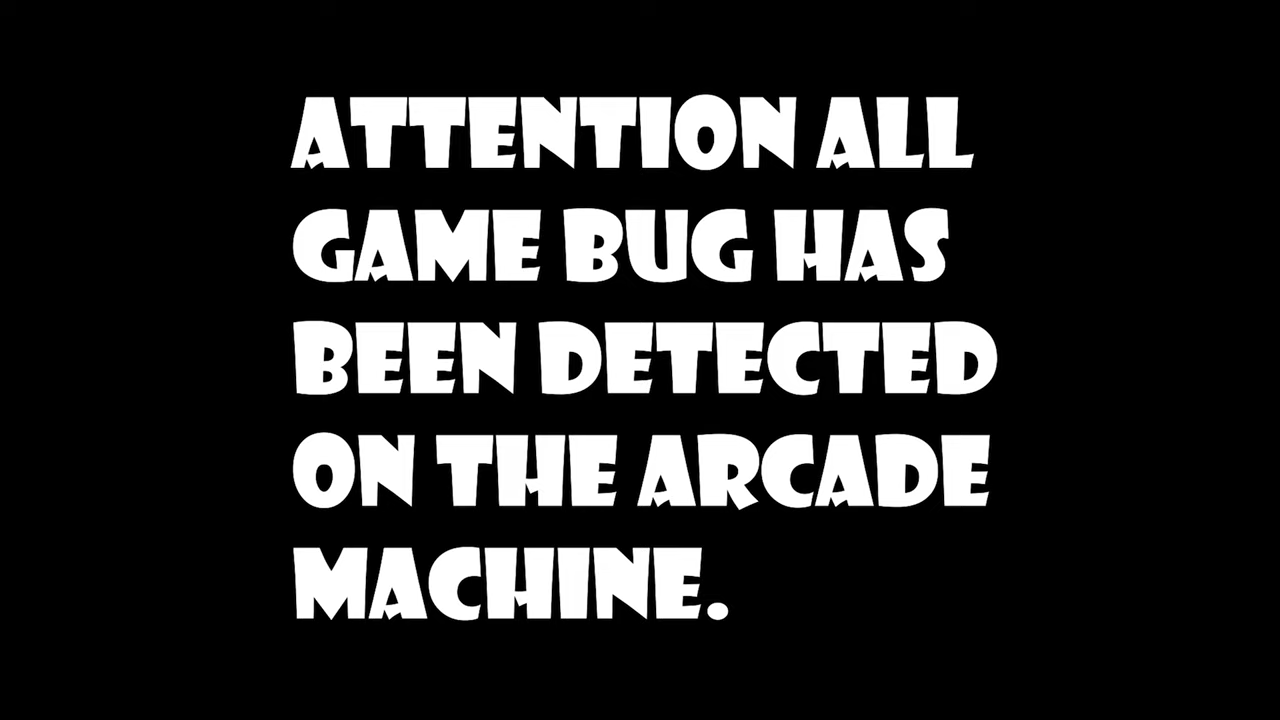 ATTENTION ALL
GAME BUG HAS
BEEN DETECTED
ON THE ARCADE
MACHINE.